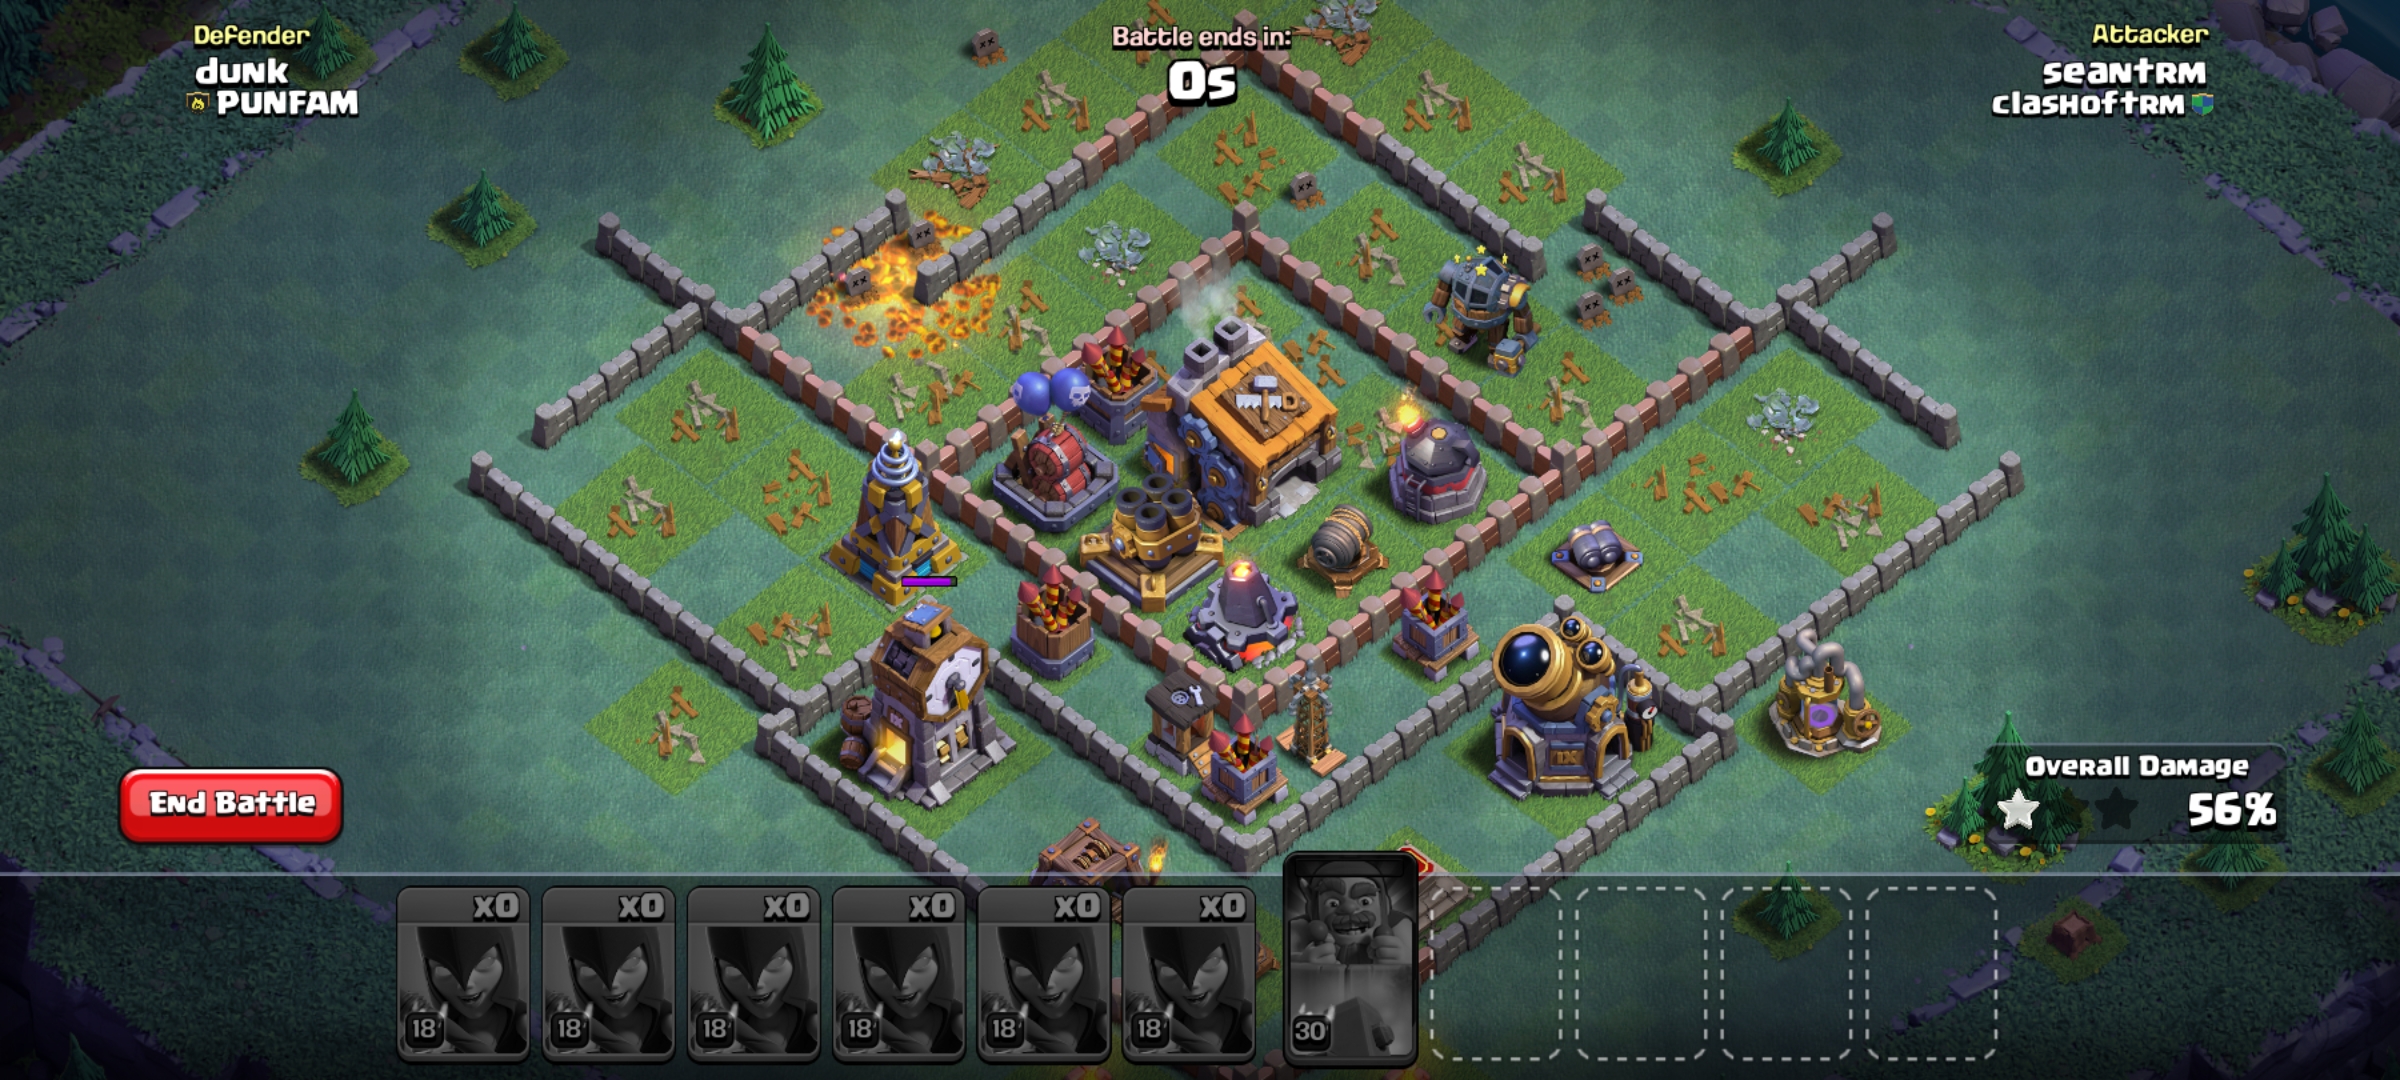 Defender
dunk
PUNFAM
Battle ends in:
0s
Attacker
seantRM
clashoftRM
End Battle
Overall Damage
56%
x0
x0
x0
x0
x0
x0
18
18
18
18
18
18
30